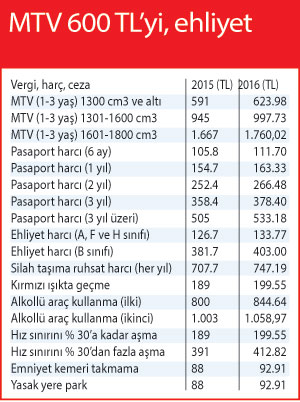 MTV 600 TL’yi, ehliyet
Vergi, harç, ceza 2015 (TL) 2016 (TL)
MTV (1-3 yaş) 1300 cm3 ve altı 591 623.98
MTV (1-3 yaş) 1301-1600 cm3 945 997.73
MTV (1-3 yaş) 1601-1800 cm3 1.667 1.760,02
Pasaport harcı (6 ay) 105.8 111.70
Pasaport harcı (1 yıl) 154.7 163.33
Pasaport harcı (2 yıl) 252.4 266.48
Pasaport harcı (3 yıl) 358.4 378.40
Pasaport harcı (3 yıl üzeri) 505 533.18
Ehliyet harcı (A, F ve H sınıfı) 126.7 133.77
Ehliyet harcı (B sınıfı) 381.7 403.00
Silah taşıma ruhsat harcı (her yıl) 707.7 747.19
Kırmızı ışıkta geçme 189 199.55
Alkollü araç kullanma (ilki) 800 844.64
Alkollü araç kullanma (ikinci) 1.003 1.058,97
Hız sınırını % 30’a kadar aşma 189 199.55
Hız sınırını % 30’dan fazla aşma 391 412.82
Emniyet kemeri takmama 88 92.91
Yasak yere park 88 92.91